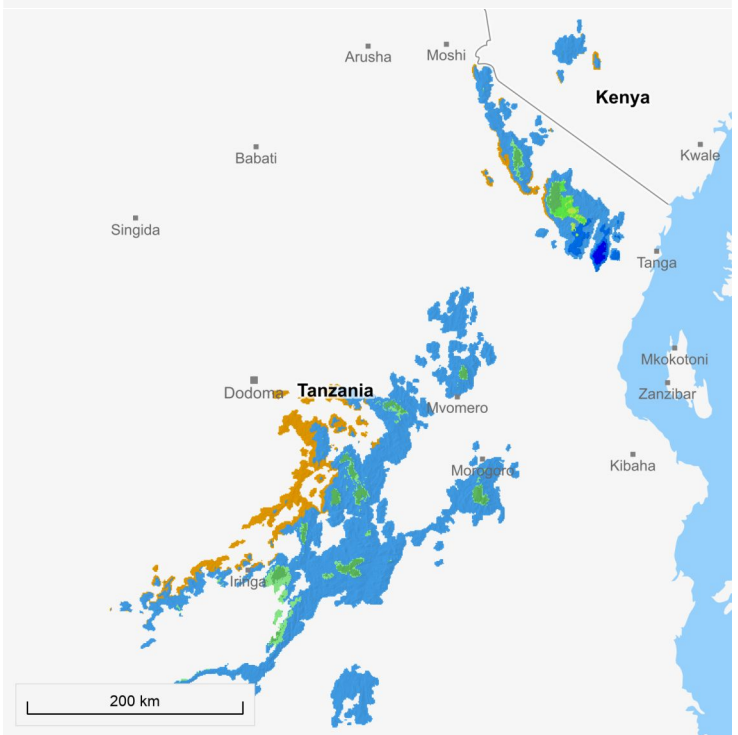 Arusha
Moshi
Kenya
Babati
Kwale
Singida
Tanga
Mkokotoni
Dodoma
Tanzania
Zanzibar
Mvomero
Morogoro
Kibaha
Iringa
200 km